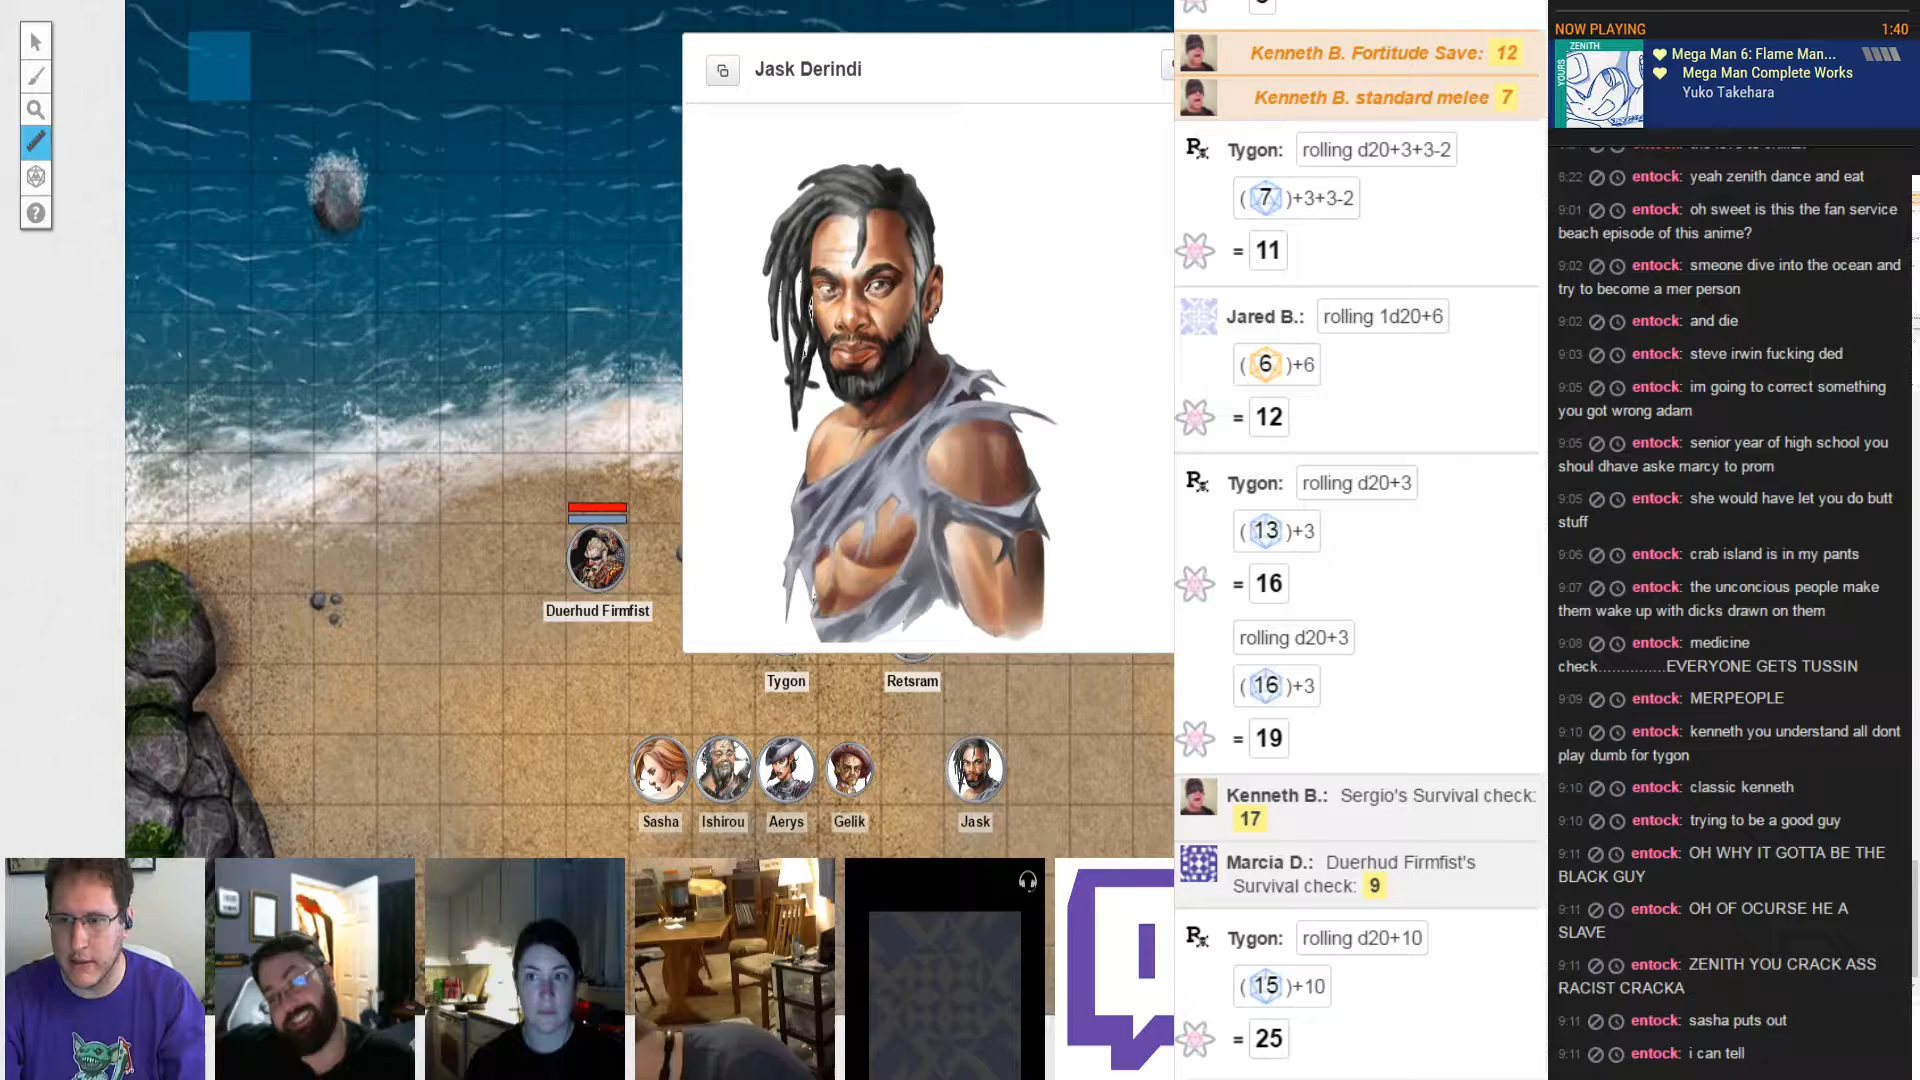 Jask Derindi
Duerhud Firmfist
Tygon
Retsram
Sasha
Ishirou
Aerys
Gelik
Jask
Kenneth B. Fortitude Save: 12
Kenneth B. standard melee 7
Tygon: rolling d20+3+3-2
(7)+3+3-2
= 11
Jared B.: rolling 1d20+6
(6)+6
= 12
Tygon: rolling d20+3
(13)+3
= 16
rolling d20+3
(16)+3
= 19
Kenneth B.: Sergio's Survival check:
17
Marcia D.: Duerhud Firmfist's
Survival check: 9
Tygon: rolling d20+10
(15)+10
= 25
NOW PLAYING 1:40
ZENITH
YOURS
Mega Man 6: Flame Man...
Mega Man Complete Works
Yuko Takehara
8:22 entock: yeah zenith dance and eat
9:01 entock: oh sweet is this the fan service
beach episode of this anime?
9:02 entock: smeone dive into the ocean and
try to become a mer person
9:02 entock: and die
9:03 entock: steve irwin fucking ded
9:05 entock: im going to correct something
you got wrong adam
9:05 entock: senior year of high school you
shoul dhave aske marcy to prom
9:05 entock: she would have let you do butt
stuff
9:06 entock: crab island is in my pants
9:07 entock: the unconcious people make
them wake up with dicks drawn on them
9:08 entock: medicine
check..............EVERYONE GETS TUSSIN
9:09 entock: MERPEOPLE
9:10 entock: kenneth you understand all dont
play dumb for tygon
9:10 entock: classic kenneth
9:10 entock: trying to be a good guy
9:11 entock: OH WHY IT GOTTA BE THE
BLACK GUY
9:11 entock: OH OF OCURSE HE A
SLAVE
9:11 entock: ZENITH YOU CRACK ASS
RACIST CRACKA
9:11 entock: sasha puts out
9:11 entock: i can tell